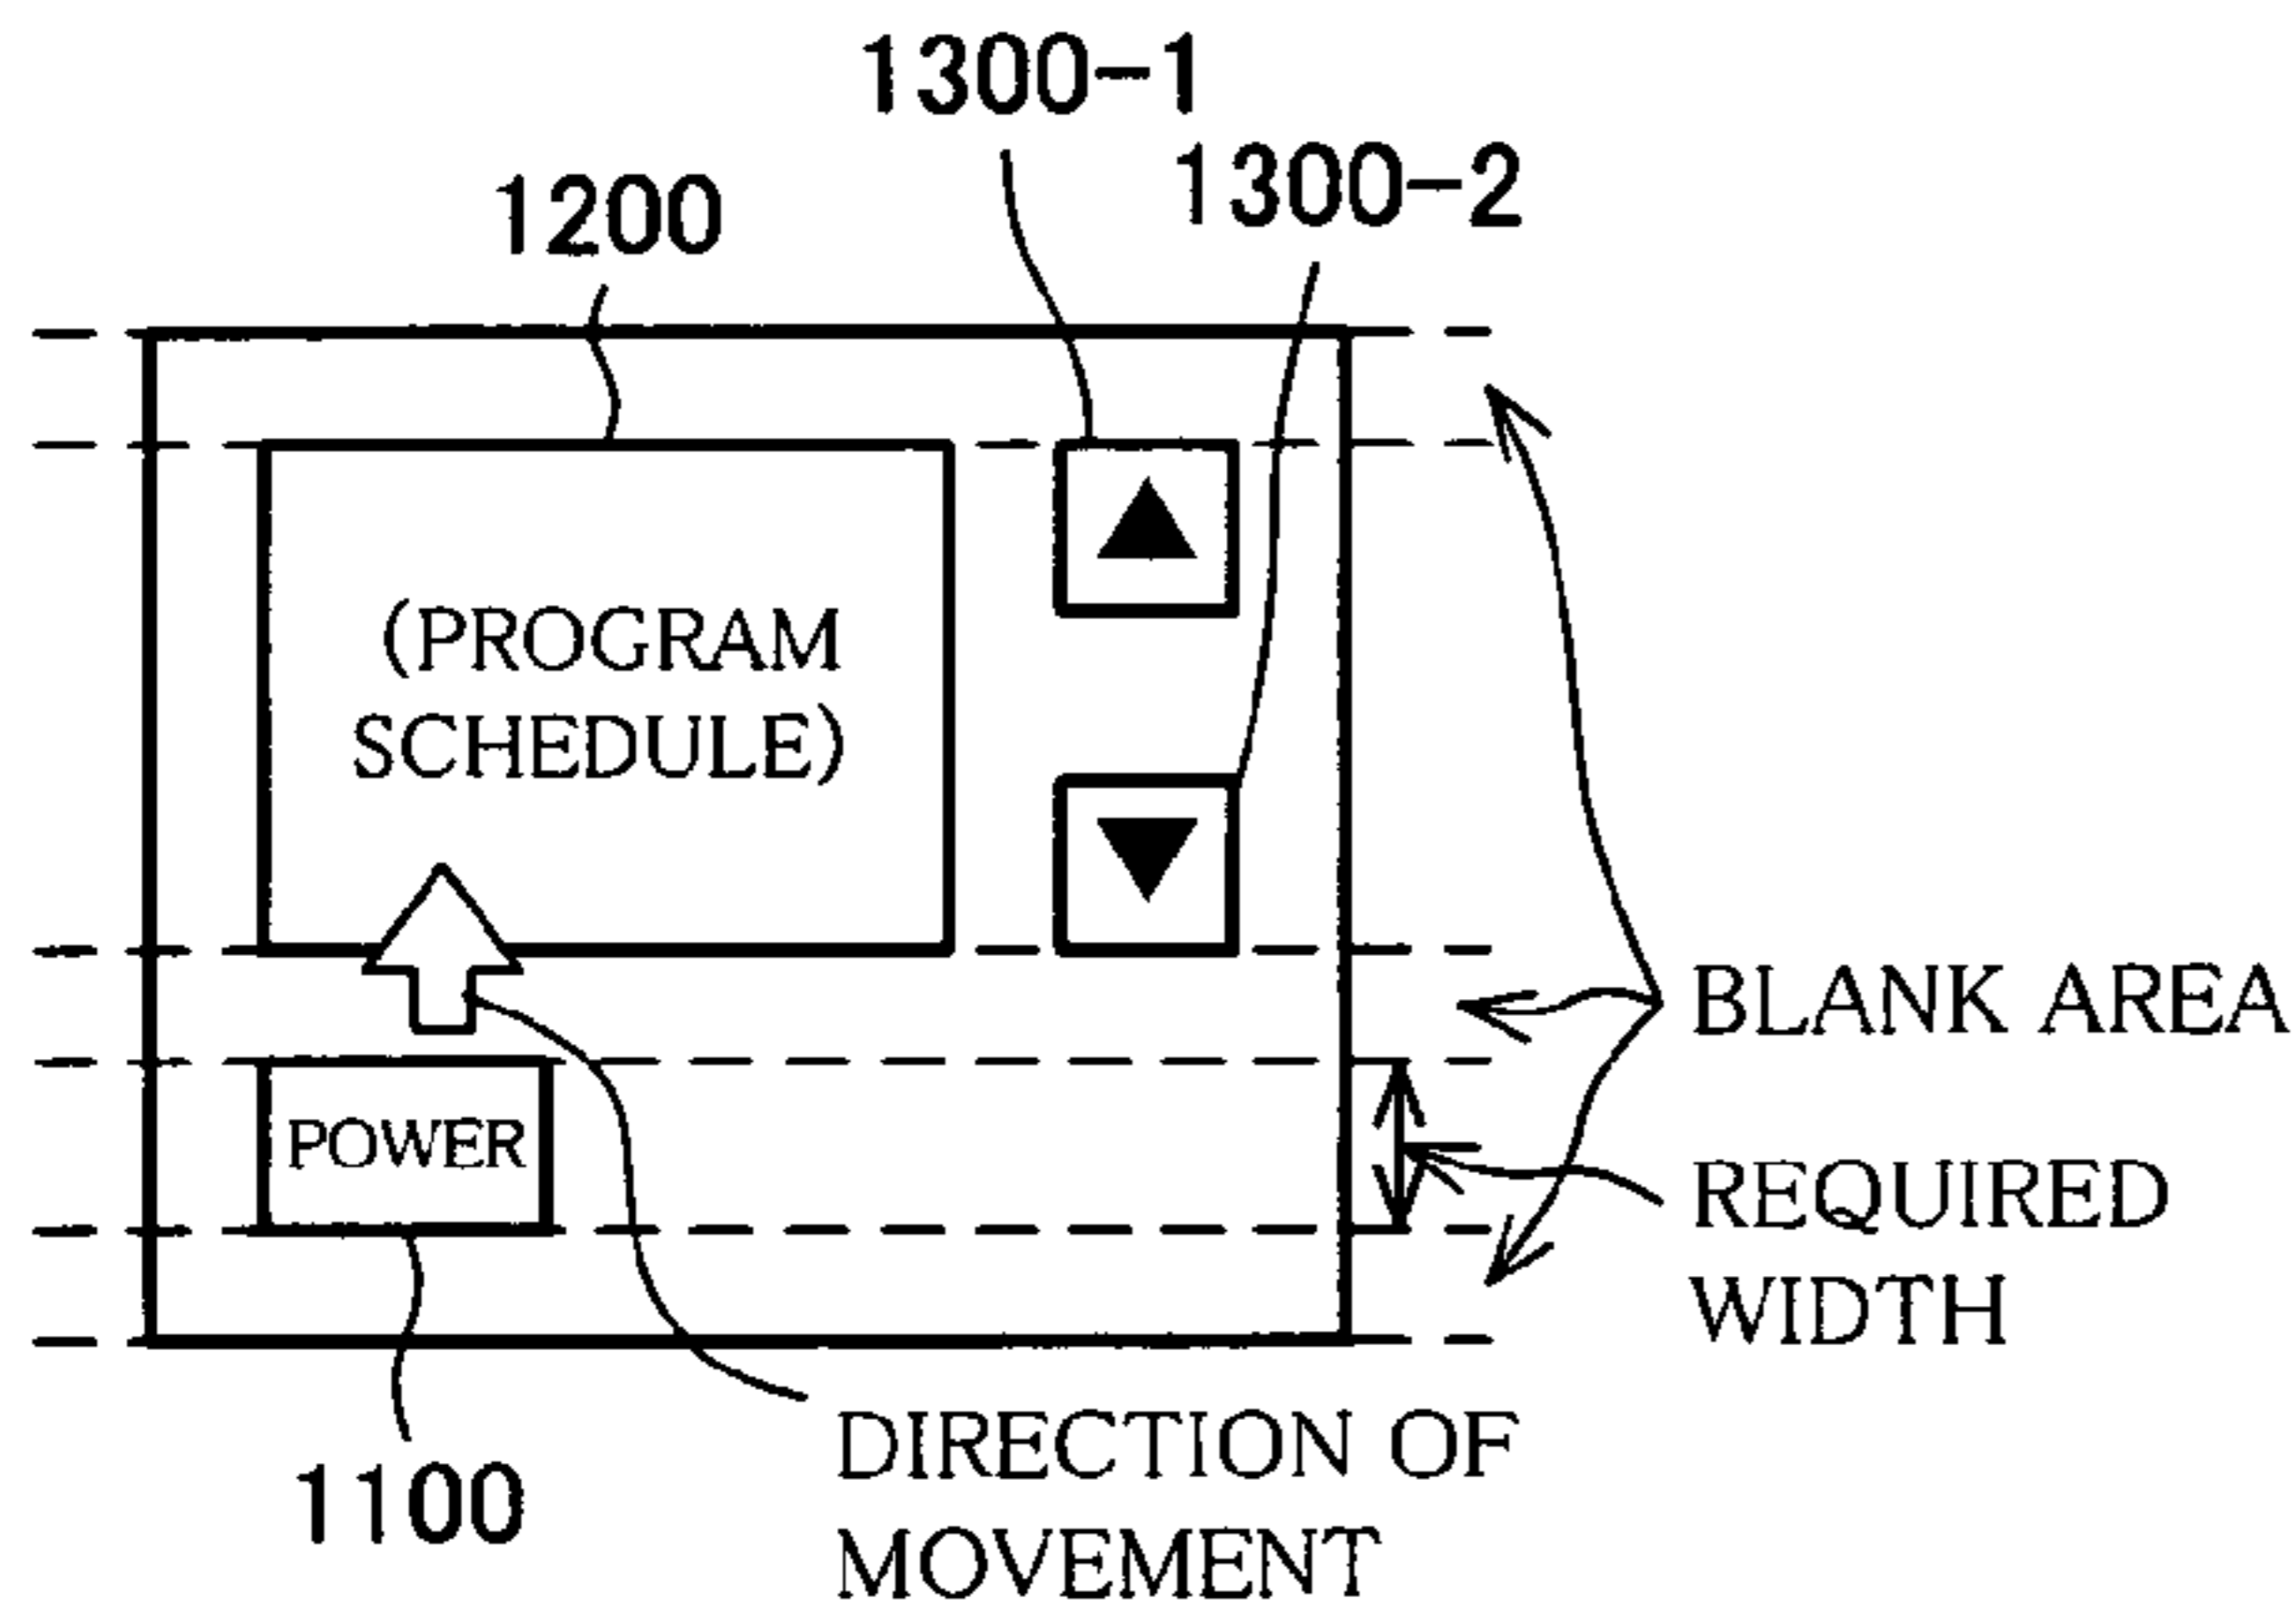 1300-1
1300-2
1200
(PROGRAM
SCHEDULE)
BLANK AREA
POWER
REQUIRED
WIDTH
DIRECTION OF
MOVEMENT
1100